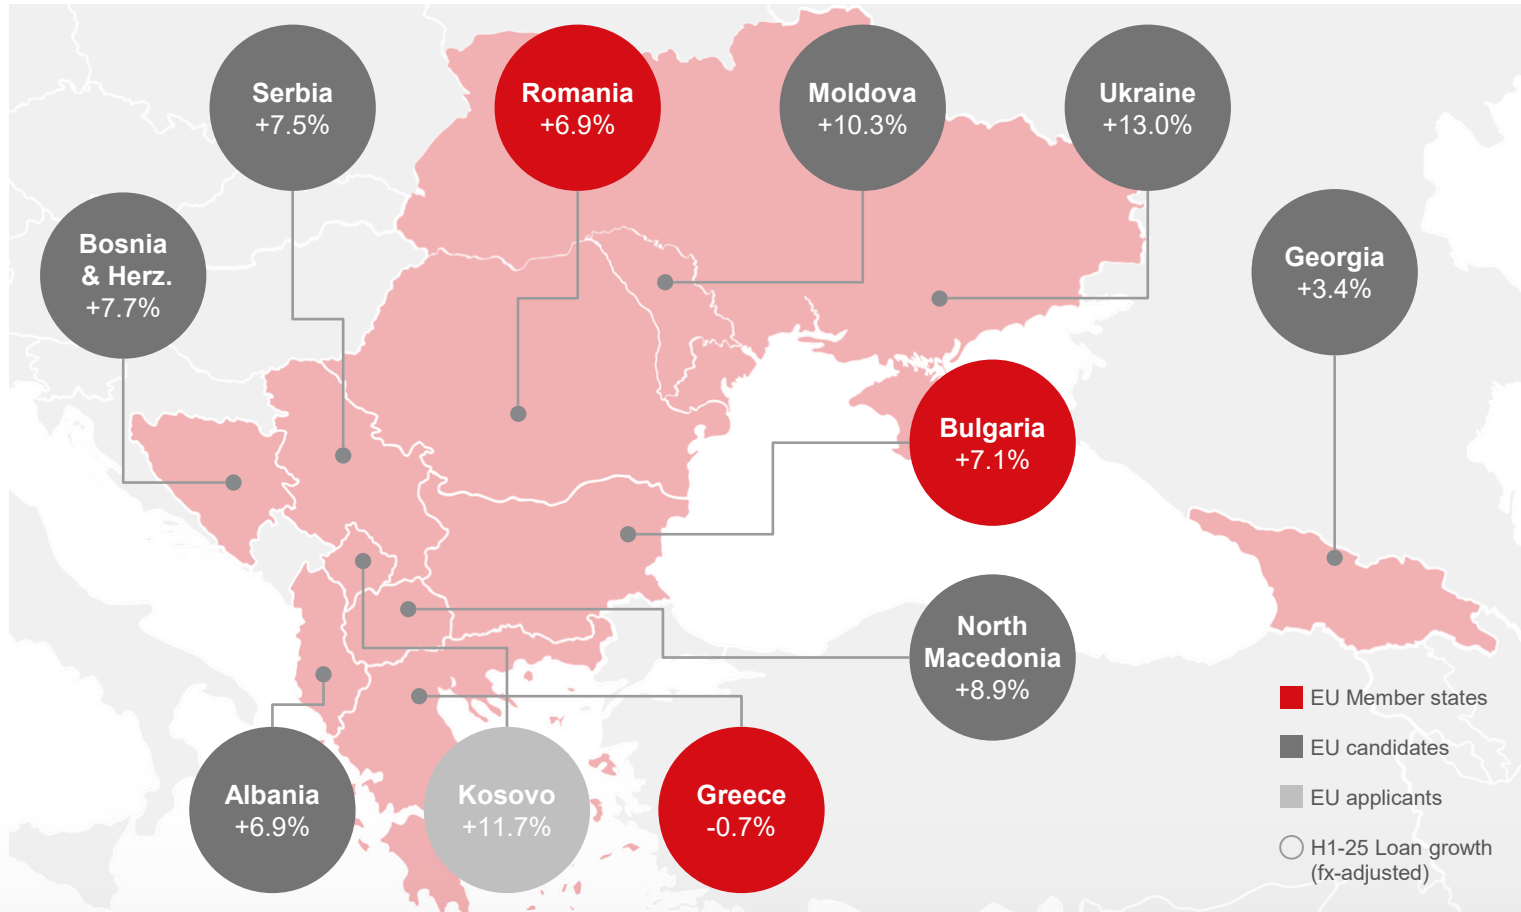 Serbia
+7.5%
Romania
+6.9%
Moldova
+10.3%
Ukraine
+13.0%
Bosnia
& Herz.
+7.7%
Georgia
+3.4%
Bulgaria
+7.1%
North
Macedonia
+8.9%
Albania
+6.9%
Kosovo
+11.7%
Greece
-0.7%
EU Member states
EU candidates
EU applicants
H1-25 Loan growth
(fx-adjusted)